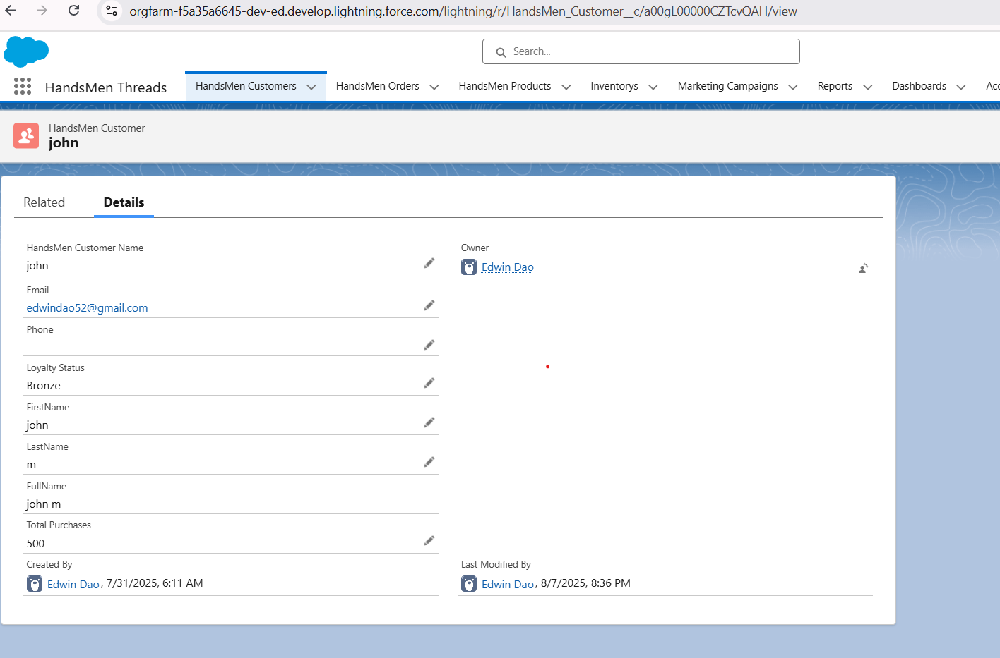 orgfarm-f5a35a6645-dev-ed.develop.lightning.force.com/lightning/r/HandsMen_Customer__c/a00gL00000CZTcvQAH/view
Search...
HandsMen Threads HandsMen Customers HandsMen Orders HandsMen Products Inventorys Marketing Campaigns Reports Dashboards Acc
HandsMen Customer
john
Related Details
HandsMen Customer Name
john
Owner
Edwin Dao
Email
edwindao52@gmail.com
Phone
Loyalty Status
Bronze
FirstName
john
LastName
m
FullName
john m
Total Purchases
500
Created By
Edwin Dao, 7/31/2025, 6:11 AM
Last Modified By
Edwin Dao, 8/7/2025, 8:36 PM